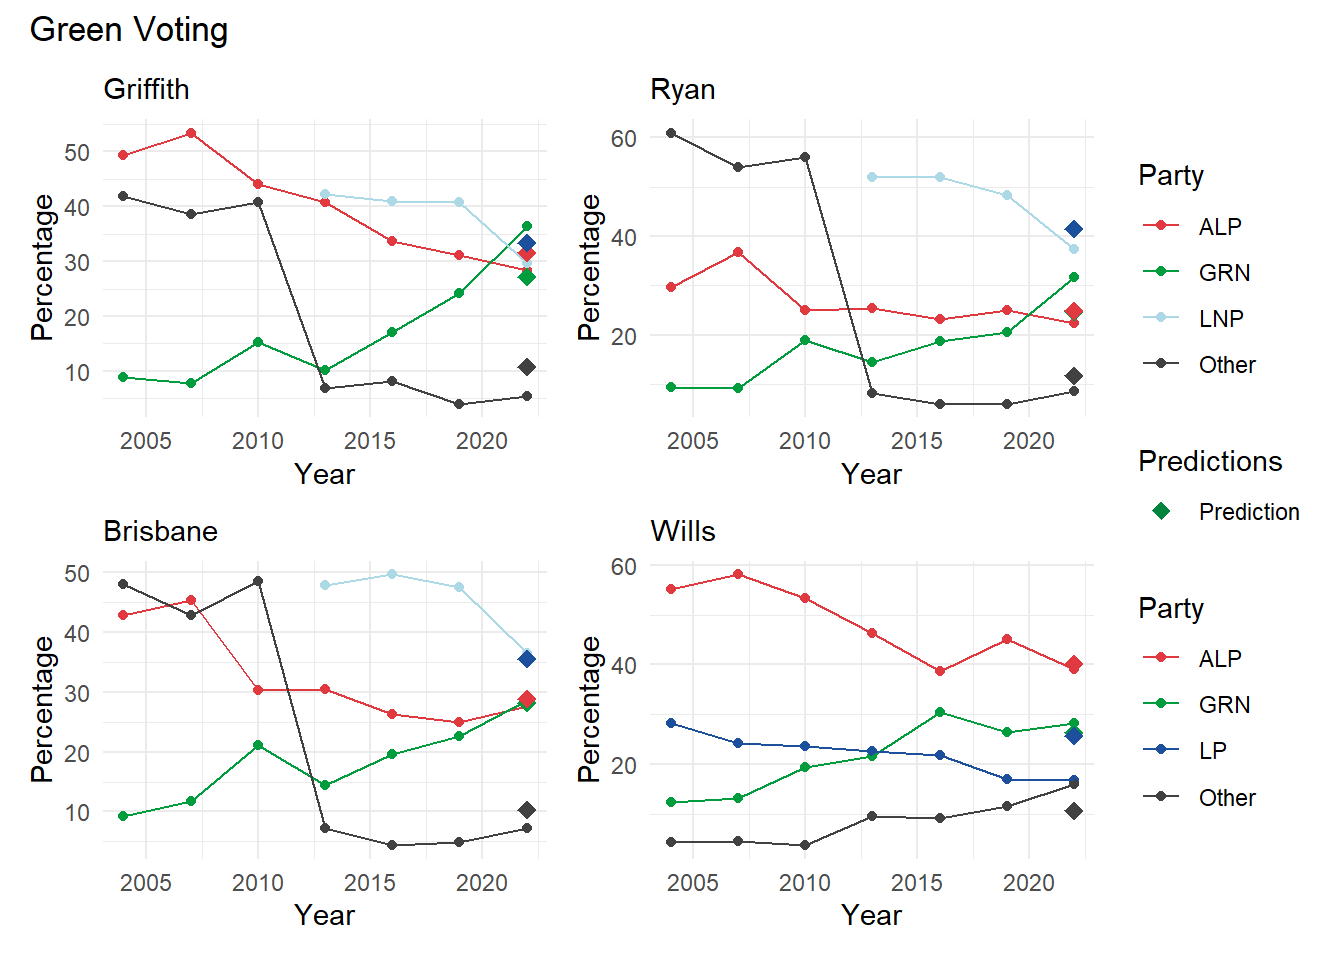 Green Voting
Griffith
50
40
30
20
10
Percentage
2005 2010 2015 2020
Year
Ryan
60
40
20
Percentage
2005 2010 2015 2020
Year
Brisbane
50
40
30
20
10
Percentage
2005 2010 2015 2020
Year
Wills
60
40
20
Percentage
2005 2010 2015 2020
Year
Party
ALP
GRN
LNP
Other
Predictions
Prediction
Party
ALP
GRN
LP
Other